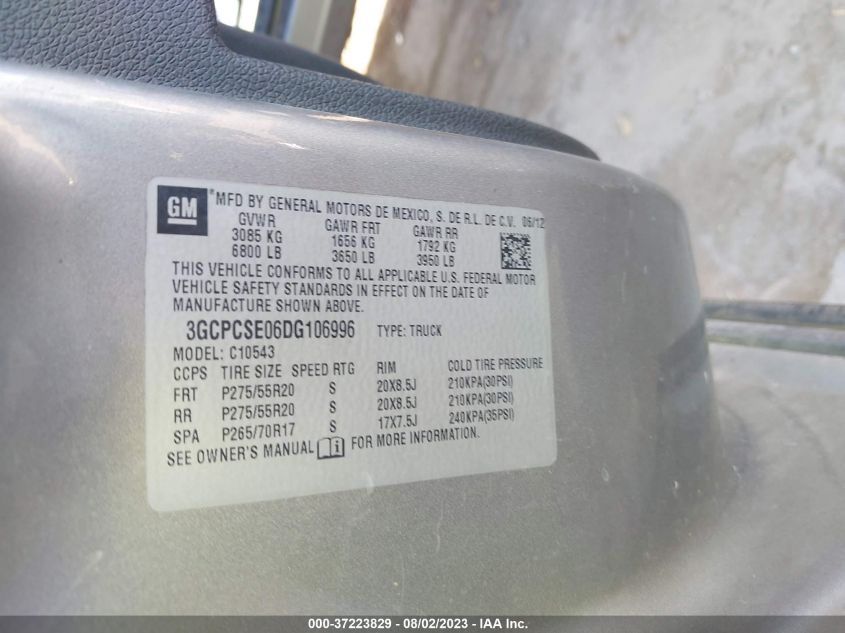 GM
®MFD BY GENERAL MOTORS DE MEXICO, S. DE R.L. DE C.V. 06/12
GVWR GAWR FRT GAWR RR
3085 KG 1656 KG 1792 KG
6800 LB 3650 LB 3950 LB
THIS VEHICLE CONFORMS TO ALL APPLICABLE U.S. FEDERAL MOTOR
VEHICLE SAFETY STANDARDS IN EFFECT ON THE DATE OF
MANUFACTURE SHOWN ABOVE.
3GCPCSE06DG106996 TYPE: TRUCK
MODEL: C10543
CCPS TIRE SIZE SPEED RTG RIM COLD TIRE PRESSURE
FRT P275/55R20 S 20X8.5J 210KPA(30PSI)
RR P275/55R20 S 20X8.5J 210KPA(30PSI)
SPA P265/70R17 S 17X7.5J 240KPA(35PSI)
SEE OWNER'S MANUAL i FOR MORE INFORMATION.
000-37223829 - 08/02/2023 - IAA Inc.